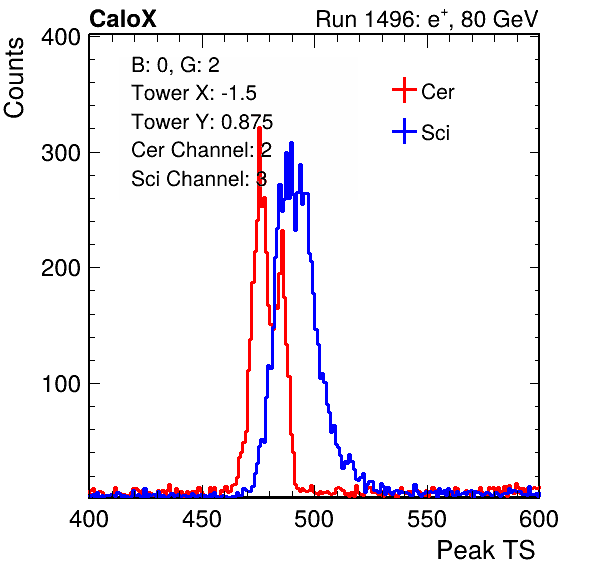 CaloX Run 1496: e⁺, 80 GeV
Counts
400
300
200
100
B: 0, G: 2
Tower X: -1.5
Tower Y: 0.875
Cer Channel: 2
Sci Channel: 3
Cer
Sci
400 450 500 550 600
Peak TS